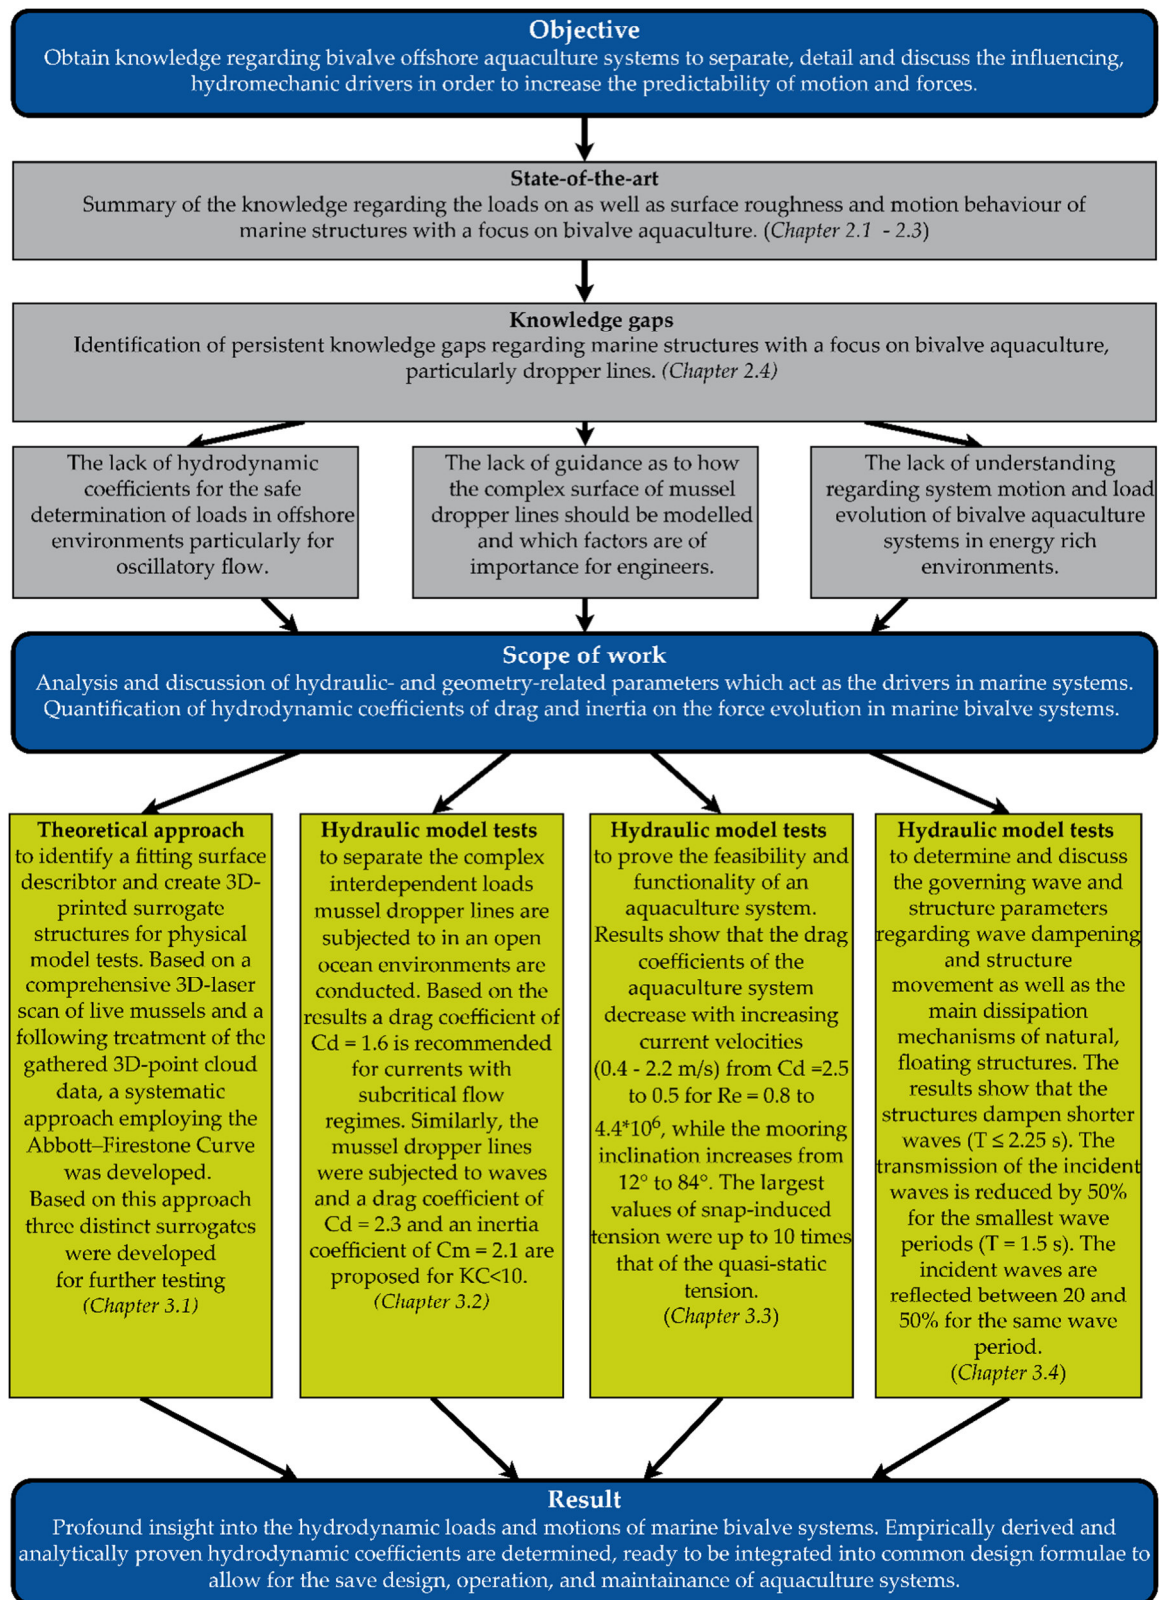 Objective
Obtain knowledge regarding bivalve offshore aquaculture systems to separate, detail and discuss the influencing,
hydromechanic drivers in order to increase the predictability of motion and forces.
State-of-the-art
Summary of the knowledge regarding the loads on as well as surface roughness and motion behaviour of
marine structures with a focus on bivalve aquaculture. (Chapter 2.1 - 2.3)
Knowledge gaps
Identification of persistent knowledge gaps regarding marine structures with a focus on bivalve aquaculture,
particularly dropper lines. (Chapter 2.4)
The lack of hydrodynamic
coefficients for the safe
determination of loads in offshore
environments particularly for
oscillatory flow.
The lack of guidance as to how
the complex surface of mussel
dropper lines should be modelled
and which factors are of
importance for engineers.
The lack of understanding
regarding system motion and load
evolution of bivalve aquaculture
systems in energy rich
environments.
Scope of work
Analysis and discussion of hydraulic- and geometry-related parameters which act as the drivers in marine systems.
Quantification of hydrodynamic coefficients of drag and inertia on the force evolution in marine bivalve systems.
Theoretical approach
to identify a fitting surface
describtor and create 3D-
printed surrogate
structures for physical
model tests. Based on a
comprehensive 3D-laser
scan of live mussels and a
following treatment of the
gathered 3D-point cloud
data, a systematic
approach employing the
Abbott–Firestone Curve
was developed.
Based on this approach
three distinct surrogates
were developed
for further testing
(Chapter 3.1)
Hydraulic model tests
to separate the complex
interdependent loads
mussel dropper lines are
subjected to in an open
ocean environments are
conducted. Based on the
results a drag coefficient of
Cd = 1.6 is recommended
for currents with
subcritical flow
regimes. Similarly, the
mussel dropper lines
were subjected to waves
and a drag coefficient of
Cd = 2.3 and an inertia
coefficient of Cm = 2.1 are
proposed for KC<10.
(Chapter 3.2)
Hydraulic model tests
to prove the feasibility and
functionality of an
aquaculture system.
Results show that the drag
coefficients of the
aquaculture system
decrease with increasing
current velocities
(0.4 - 2.2 m/s) from Cd =2.5
to 0.5 for Re = 0.8 to
4.4*10⁶, while the mooring
inclination increases from
12° to 84°. The largest
values of snap-induced
tension were up to 10 times
that of the quasi-static
tension.
(Chapter 3.3)
Hydraulic model tests
to determine and discuss
the governing wave and
structure parameters
regarding wave dampening
and structure
movement as well as the
main dissipation
mechanisms of natural,
floating structures. The
results show that the
structures dampen shorter
waves (T ≤ 2.25 s). The
transmission of the incident
waves is reduced by 50%
for the smallest wave
periods (T = 1.5 s). The
incident waves are
reflected between 20 and
50% for the same wave
period.
(Chapter 3.4)
Result
Profound insight into the hydrodynamic loads and motions of marine bivalve systems. Empirically derived and
analytically proven hydrodynamic coefficients are determined, ready to be integrated into common design formulae to
allow for the save design, operation, and maintainance of aquaculture systems.